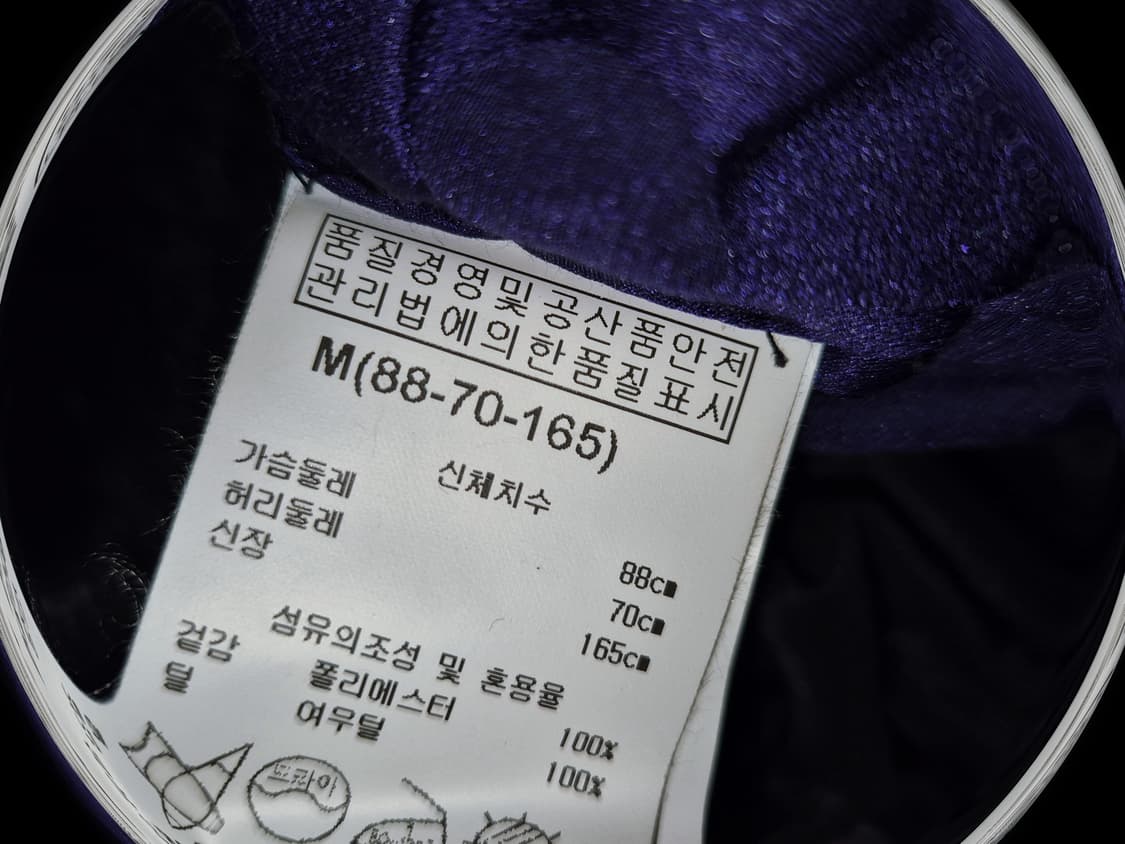 품질경영및공산품안전
관리법에의한품질표시
M(88-70-165)
신체치수
가슴둘레 88cm
허리둘레 70cm
신장 165cm
섬유의조성 및 혼용율
겉감 폴리에스터 100%
털 여우털 100%
드라이